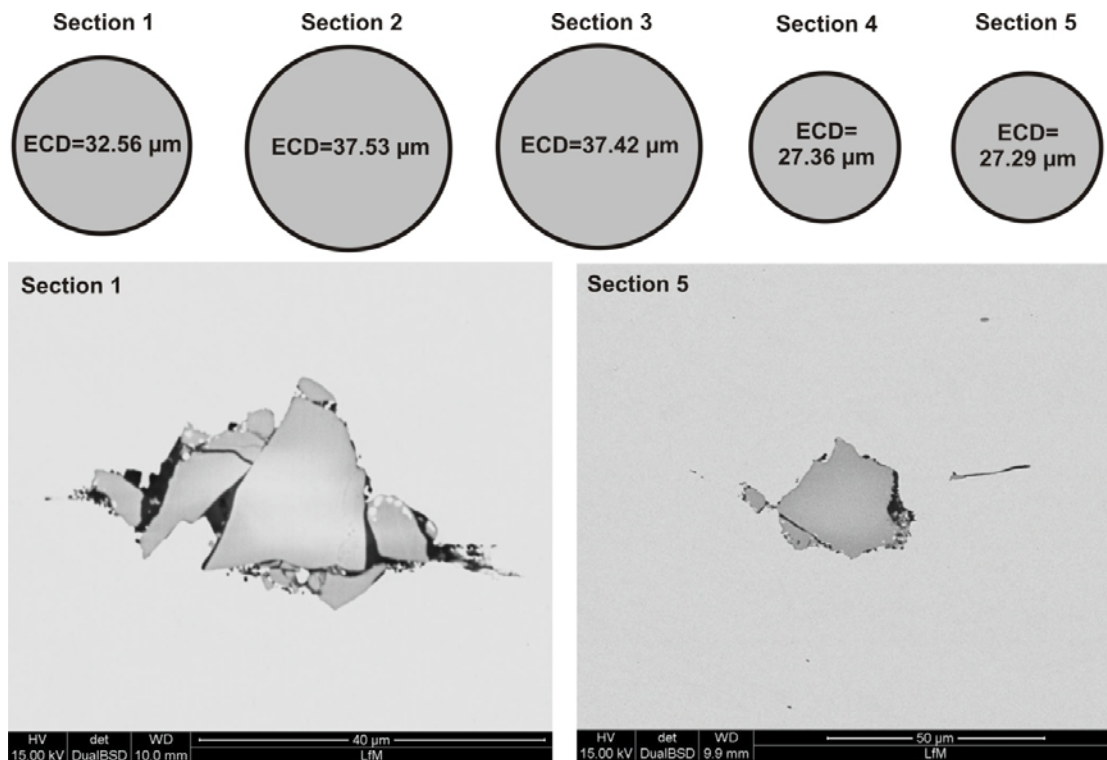 Section 1
Section 2
Section 3
Section 4
Section 5
ECD=32.56 µm
ECD=37.53 µm
ECD=37.42 µm
ECD=
27.36 µm
ECD=
27.29 µm
Section 1
Section 5
HV det WD 40 µm
15.00 kV DualBSD 10.0 mm LfM
HV det WD 50 µm
15.00 kV DualBSD 9.9 mm LfM